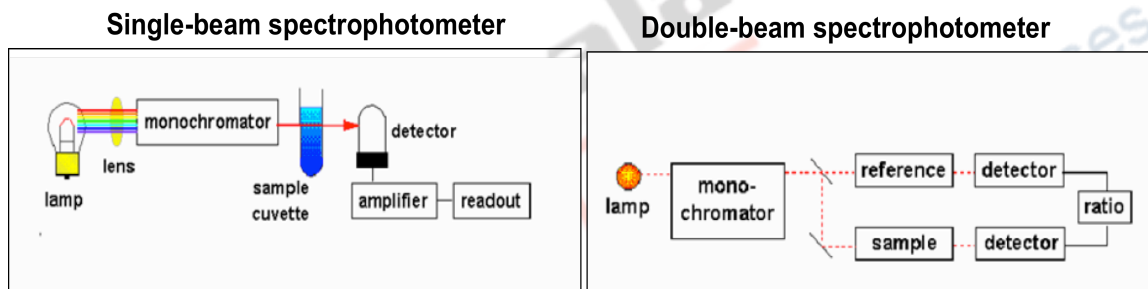 Single-beam spectrophotometer
monochromator
detector
lens
lamp
sample
cuvette
amplifier
readout
Double-beam spectrophotometer
lamp
mono-
chromator
reference
detector
ratio
sample
detector